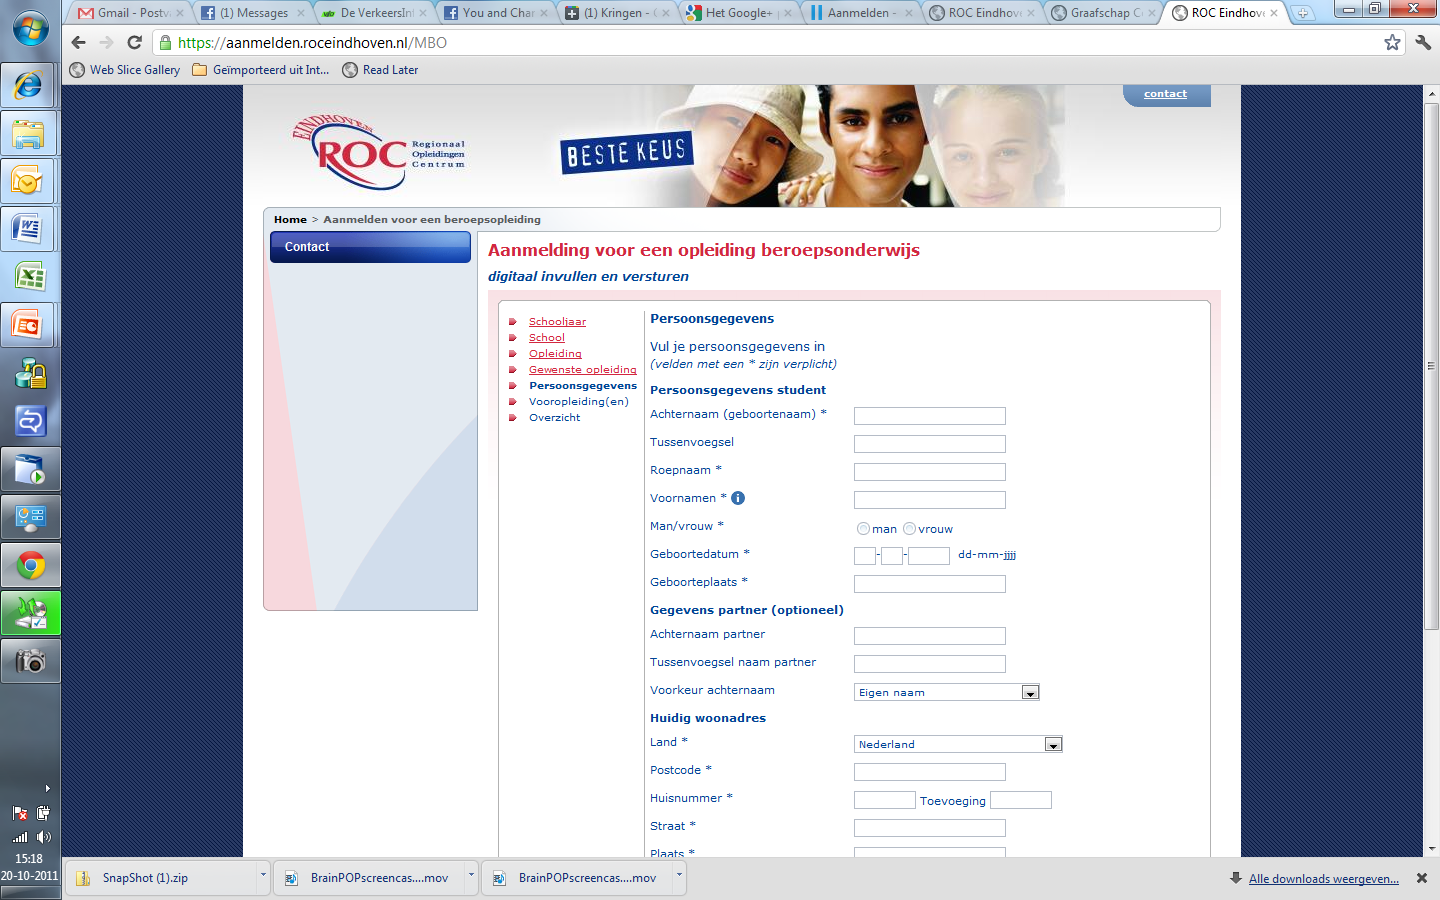 Gmail - Postv
(1) Messages
De VerkeersIn
You and Cha
(1) Kringen -
Het Google+
Aanmelden -
ROC Eindhov
Graafschap C
ROC Eindhov
https://aanmelden.roceindhoven.nl/MBO
Web Slice Gallery
Geïmporteerd uit Int...
Read Later
contact
EINDHOVEN
ROC
Regionaal
Opleidingen
Centrum
BESTE KEUS
Home > Aanmelden voor een beroepsopleiding
Contact
Aanmelding voor een opleiding beroepsonderwijs
digitaal invullen en versturen
Schooljaar
School
Opleiding
Gewenste opleiding
Persoonsgegevens
Vooropleiding(en)
Overzicht
Persoonsgegevens
Vul je persoonsgegevens in
(velden met een * zijn verplicht)
Persoonsgegevens student
Achternaam (geboortenaam) *
Tussenvoegsel
Roepnaam *
Voornamen *
Man/vrouw * man vrouw
Geboortedatum * - - dd-mm-jjjj
Geboorteplaats *
Gegevens partner (optioneel)
Achternaam partner
Tussenvoegsel naam partner
Voorkeur achternaam Eigen naam
Huidig woonadres
Land * Nederland
Postcode *
Huisnummer * Toevoeging
Straat *
Plaats *
15:18
20-10-2011
SnapShot (1).zip
BrainPOPscreencas....mov
BrainPOPscreencas....mov
Alle downloads weergeven...